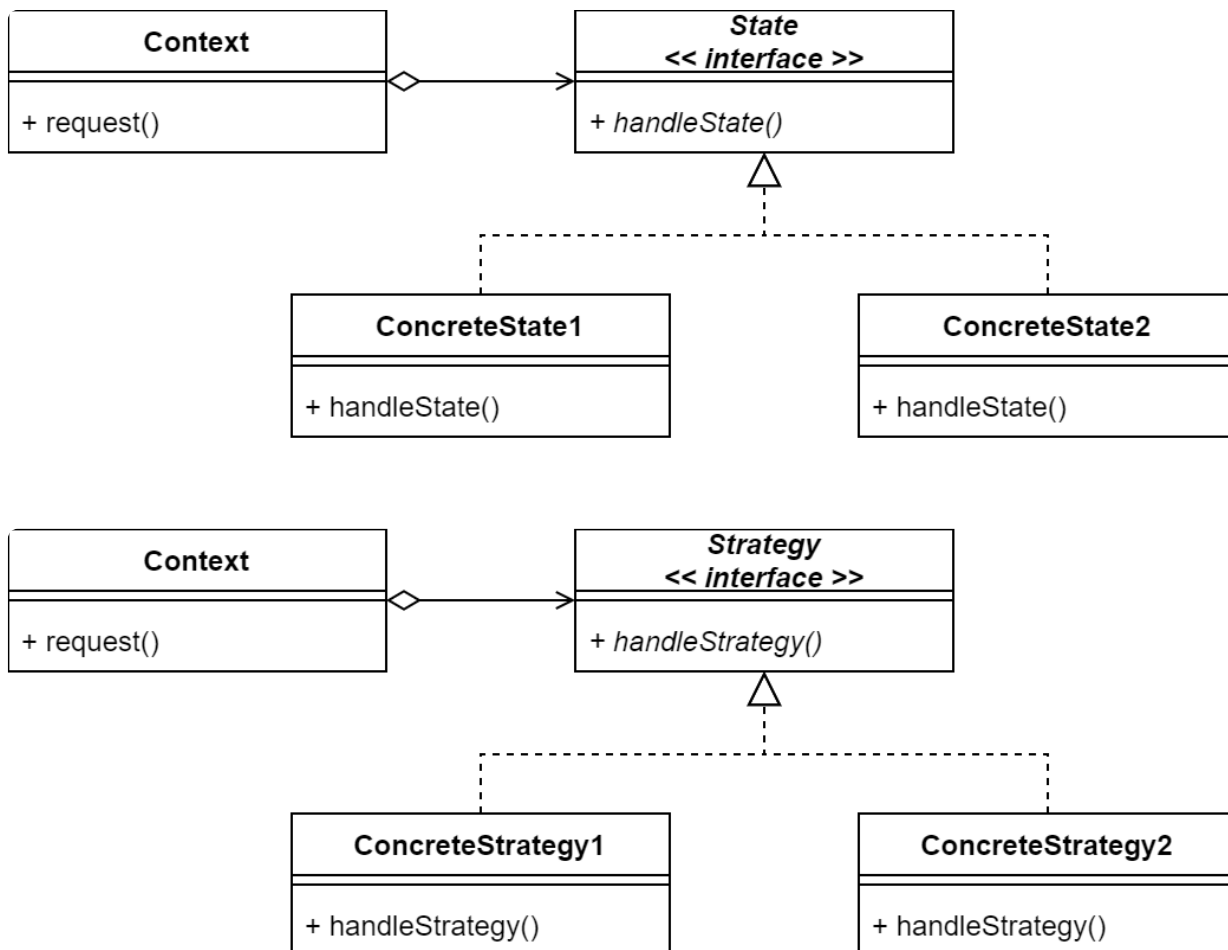 Context
State
<< interface >>
+ request()
+ handleState()
ConcreteState1
ConcreteState2
+ handleState()
+ handleState()
Context
Strategy
<< interface >>
+ request()
+ handleStrategy()
ConcreteStrategy1
ConcreteStrategy2
+ handleStrategy()
+ handleStrategy()